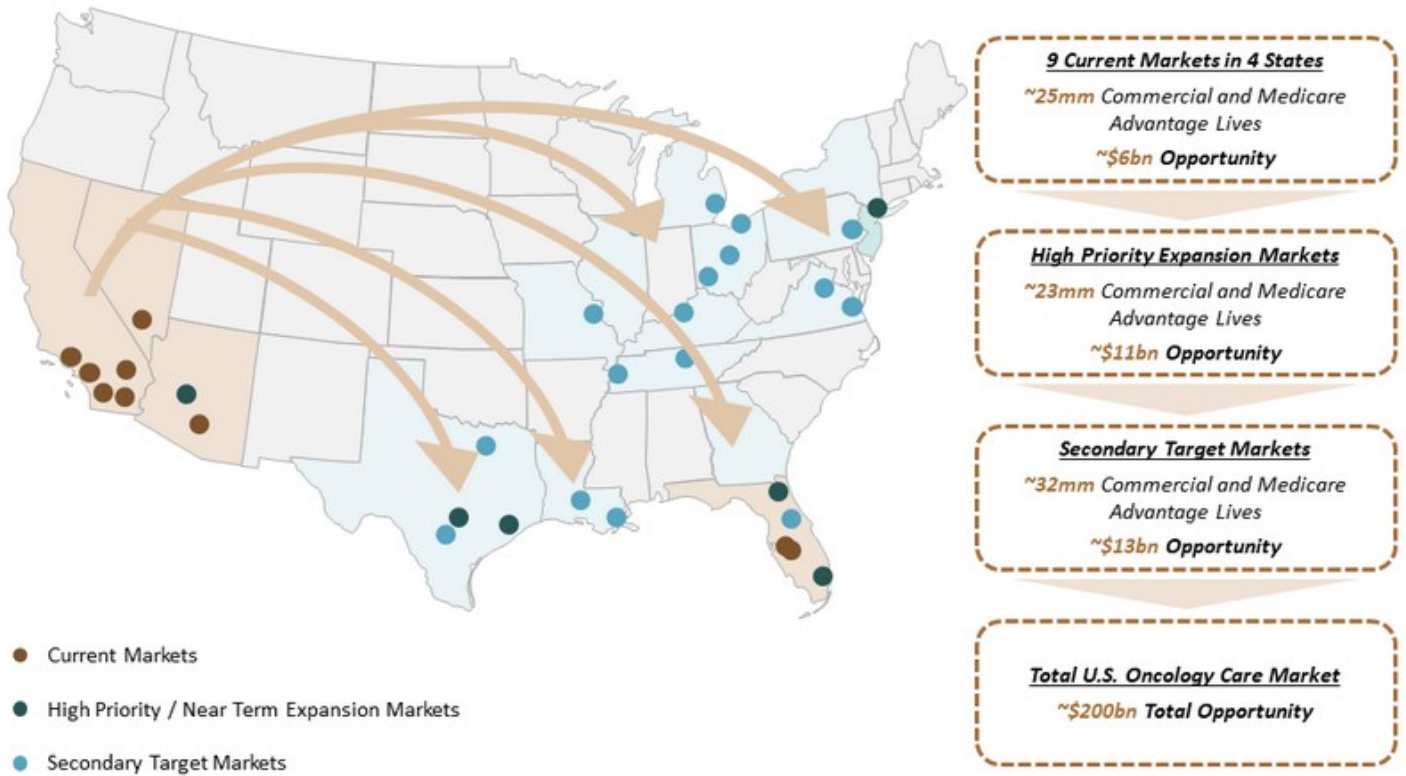 9 Current Markets in 4 States
~25mm Commercial and Medicare
Advantage Lives
~$6bn Opportunity
High Priority Expansion Markets
~23mm Commercial and Medicare
Advantage Lives
~$11bn Opportunity
Secondary Target Markets
~32mm Commercial and Medicare
Advantage Lives
~$13bn Opportunity
Total U.S. Oncology Care Market
~$200bn Total Opportunity
Current Markets
High Priority / Near Term Expansion Markets
Secondary Target Markets